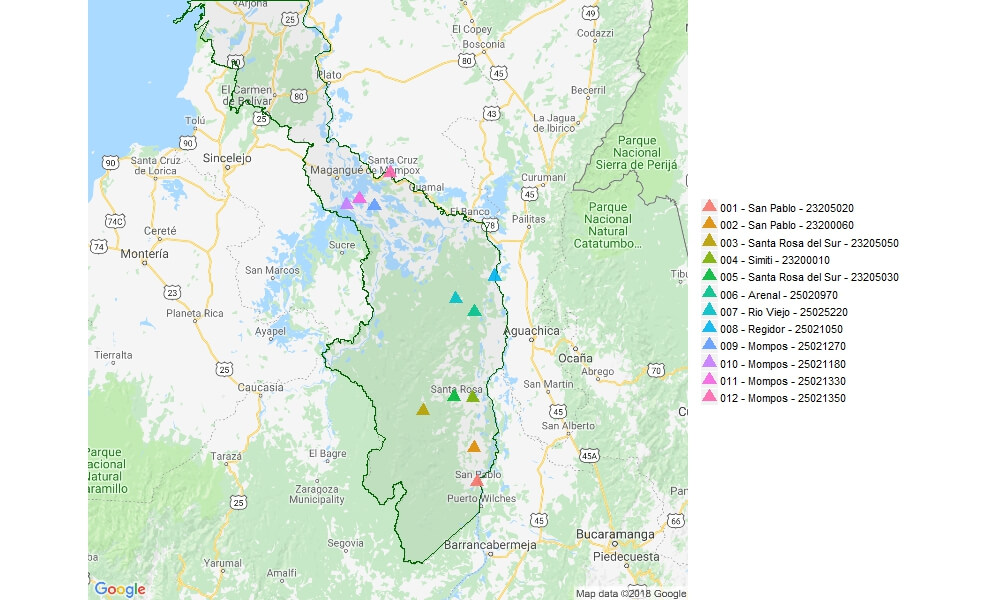 Arjona
25
49
El Copey
Codazzi
Bosconia
90
80
45
Plato
El Carmen
de Bolívar
80
Becerril
25
43
Tolú
La Jagua
de Ibirico
90
Parque
Nacional
Sierra de Perijá
90
Santa Cruz
de Lorica
Sincelejo
Santa Cruz
de Mompox
Magangué
Curumaní
Guamal
45
El Banco
Parque
Nacional
Natural
Catatumbo...
74C
78
Pailitas
Cereté
74
Montería
Sucre
San Marcos
Tibu
23
Planeta Rica
Ayapel
Aguachica
Tierralta
Ocaña
25
Abrego
70
Caucasia
Santa Rosa
San Martin
45
San Alberto
El Bagre
Tarazá
45A
Parque
Nacional
Natural
Paramillo
San Pablo
Zaragoza
Municipality
Puerto Wilches
25
45
66
Bucaramanga
Segovia
Barrancabermeja
Piedecuesta
Yarumal
Amalfi
Google
Map data ©2018 Google
001 - San Pablo - 23205020
002 - San Pablo - 23200060
003 - Santa Rosa del Sur - 23205050
004 - Simiti - 23200010
005 - Santa Rosa del Sur - 23205030
006 - Arenal - 25020970
007 - Rio Viejo - 25025220
008 - Regidor - 25021050
009 - Mompos - 25021270
010 - Mompos - 25021180
011 - Mompos - 25021330
012 - Mompos - 25021350